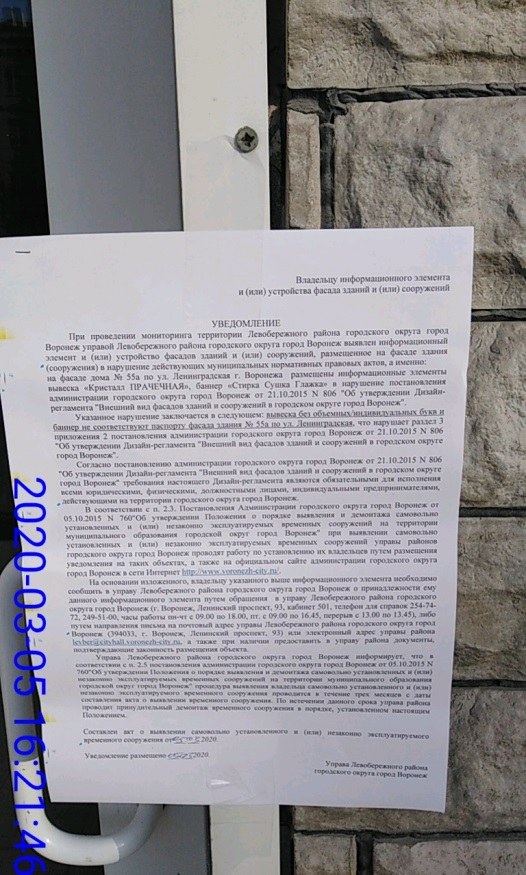 Владельцу информационного элемента
и (или) устройства фасада зданий и (или) сооружений
УВЕДОМЛЕНИЕ
При проведении мониторинга территории Левобережного района городского округа город
Воронеж управой Левобережного района городского округа город Воронеж выявлен информационный
элемент и (или) устройство фасадов зданий и (или) сооружений, размещенное на фасаде здания
(сооружения) в нарушение действующих муниципальных нормативных правовых актов, а именно:
на фасаде дома № 55а по ул. Ленинградская г. Воронежа размещены информационные элементы
вывеска «Кристалл ПРАЧЕЧНАЯ», баннер «Стирка Сушка Глажка» в нарушение постановления
администрации городского округа город Воронеж от 21.10.2015 N 806 "Об утверждении Дизайн-
регламента "Внешний вид фасадов зданий и сооружений в городском округе город Воронеж".
Указанное нарушение заключается в следующем: вывеска без объемных/индивидуальных букв и
баннер не соответствуют паспорту фасада здания № 55а по ул. Ленинградская, что нарушает раздел 3
приложения 2 постановления администрации городского округа город Воронеж от 21.10.2015 N 806
"Об утверждении Дизайн-регламента "Внешний вид фасадов зданий и сооружений в городском округе
город Воронеж".
Согласно постановлению администрации городского округа город Воронеж от 21.10.2015 N 806
"Об утверждении Дизайн-регламента "Внешний вид фасадов зданий и сооружений в городском округе
город Воронеж" требования настоящего Дизайн-регламента являются обязательными для исполнения
всеми юридическими, физическими, должностными лицами, индивидуальными предпринимателями,
действующими на территории городского округа город Воронеж.
В соответствии с п. 2.3. Постановления Администрации городского округа город Воронеж от
05.10.2015 N 760"Об утверждении Положения о порядке выявления и демонтажа самовольно
установленных и (или) незаконно эксплуатируемых временных сооружений на территории
муниципального образования городской округ город Воронеж" при выявлении самовольно
установленных и (или) незаконно эксплуатируемых временных сооружений управы районов
городского округа город Воронеж проводят работу по установлению их владельцев путем размещения
уведомления на таких объектах, а также на официальном сайте администрации городского округа
город Воронеж в сети Интернет http://www.voronezh-city.ru/.
На основании изложенного, владельцу указанного выше информационного элемента необходимо
сообщить в управу Левобережного района городского округа город Воронеж о принадлежности ему
данного информационного элемента путем обращения в управу Левобережного района городского
округа город Воронеж (г. Воронеж, Ленинский проспект, 93, кабинет 501, телефон для справок 254-74-
72, 249-51-00, часы работы пн-чт с 09.00 по 18.00, пт. с 09.00 по 16.45, перерыв с 13.00 по 13.45), либо
путем направления письма на почтовый адрес управы Левобережного района городского округа город
Воронеж (394033, г. Воронеж, Ленинский проспект, 93) или электронный адрес управы района
levber@cityhall.voronezh-city.ru, а также при наличии предоставить в управу района документы,
подтверждающие законность размещения объекта.
Управа Левобережного района городского округа город Воронеж информирует, что в
соответствии с п. 2.5 постановления администрации городского округа город Воронеж от 05.10.2015 N
760"Об утверждении Положения о порядке выявления и демонтажа самовольно установленных и (или)
незаконно эксплуатируемых временных сооружений на территории муниципального образования
городской округ город Воронеж" процедура выявления владельца самовольно установленного и (или)
незаконно эксплуатируемого временного сооружения проводится в течение трех месяцев с даты
составления акта о выявлении временного сооружения. По истечении данного срока управа района
проводит принудительный демонтаж временного сооружения в порядке, установленном настоящим
Положением.
Составлен акт о выявлении самовольно установленного и (или) незаконно эксплуатируемого
временного сооружения от 2020.
Уведомление размещено 2020.
Управа Левобережного района
городского округа город Воронеж
2020-03-05 16:21:46